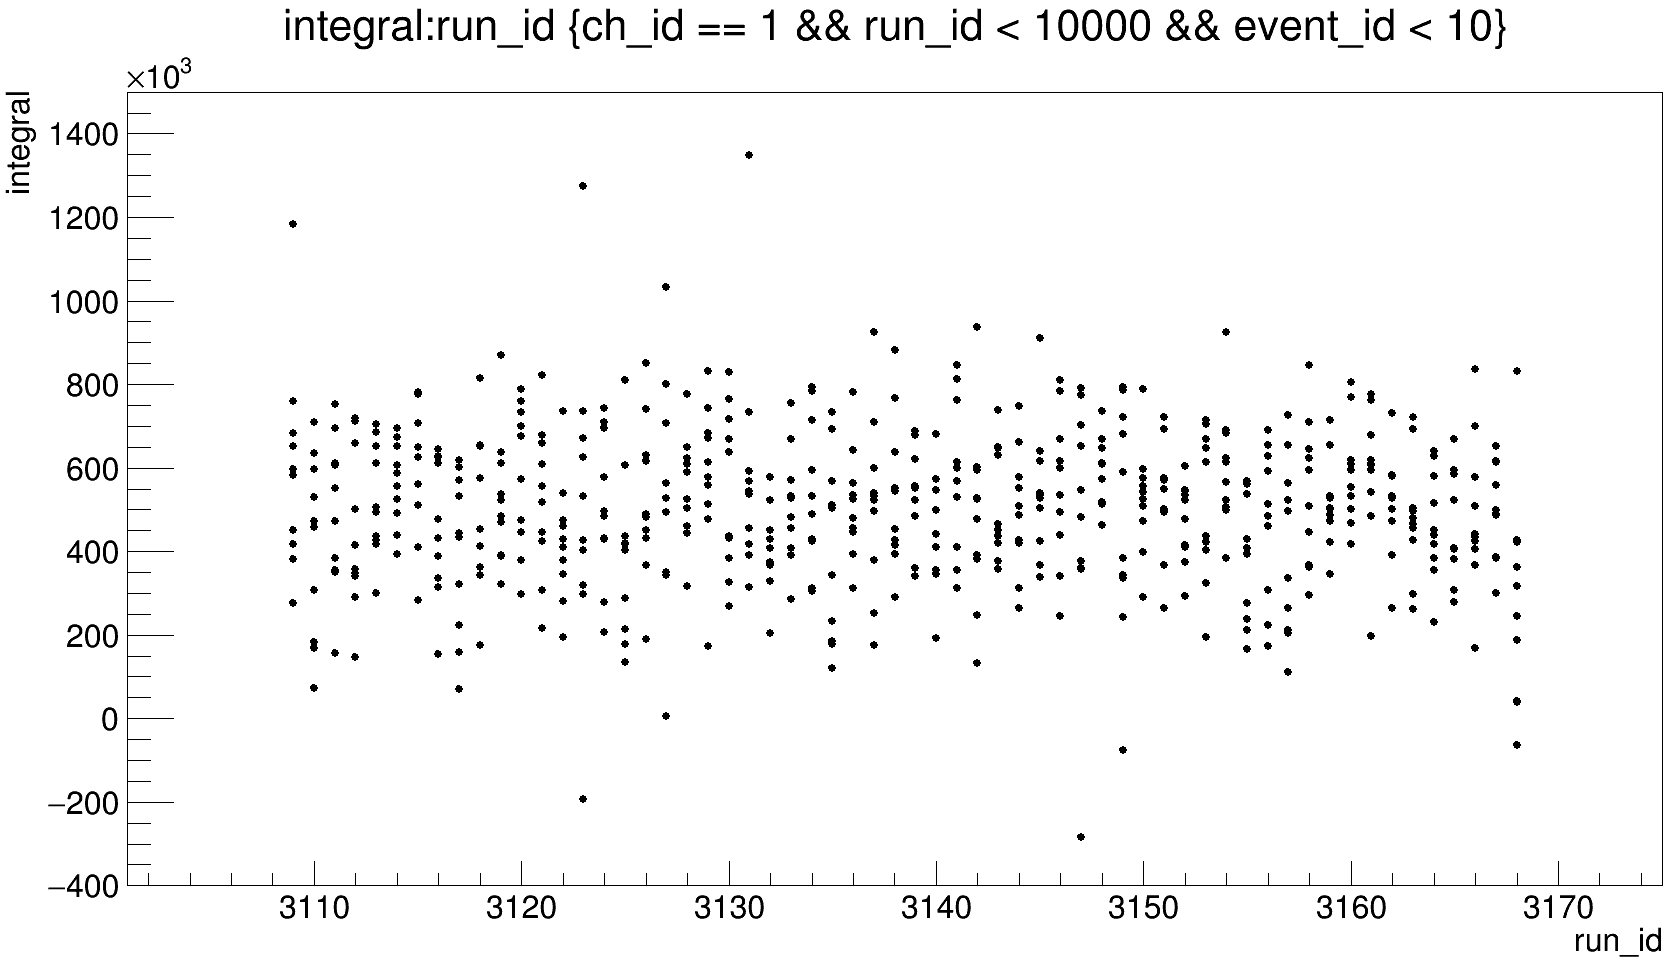 integral:run_id {ch_id == 1 && run_id < 10000 && event_id < 10}
×10³
integral
1400
1200
1000
800
600
400
200
0
−200
−400
3110 3120 3130 3140 3150 3160 3170
run_id